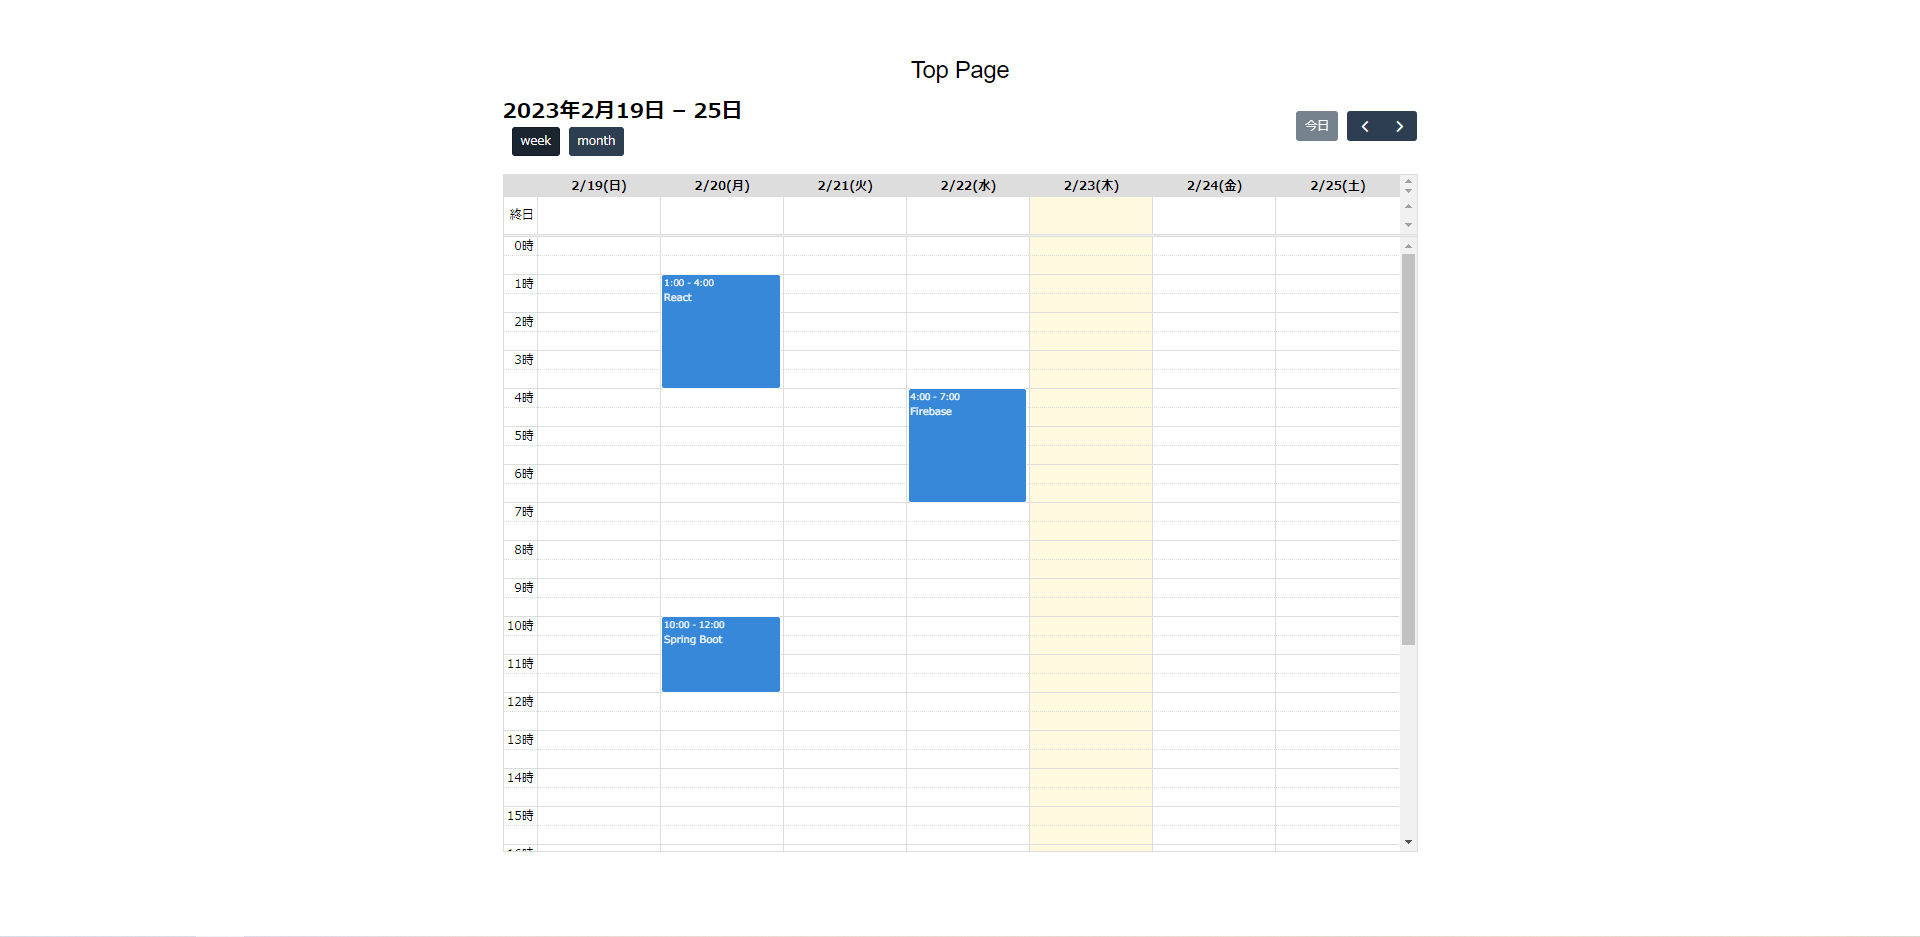 Top Page
2023年2月19日 – 25日
week month
今日
2/19(日) 2/20(月) 2/21(火) 2/22(水) 2/23(木) 2/24(金) 2/25(土)
終日
0時
1時
1:00 - 4:00
React
2時
3時
4時
4:00 - 7:00
Firebase
5時
6時
7時
8時
9時
10時
10:00 - 12:00
Spring Boot
11時
12時
13時
14時
15時